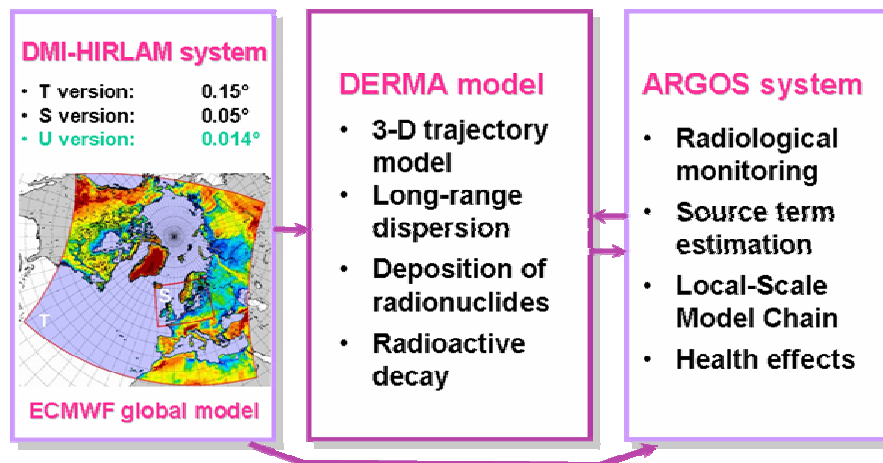 DMI-HIRLAM system
• T version: 0.15°
• S version: 0.05°
• U version: 0.014°
T
S
ECMWF global model
DERMA model
• 3-D trajectory
model
• Long-range
dispersion
• Deposition of
radionuclides
• Radioactive
decay
ARGOS system
• Radiological
monitoring
• Source term
estimation
• Local-Scale
Model Chain
• Health effects